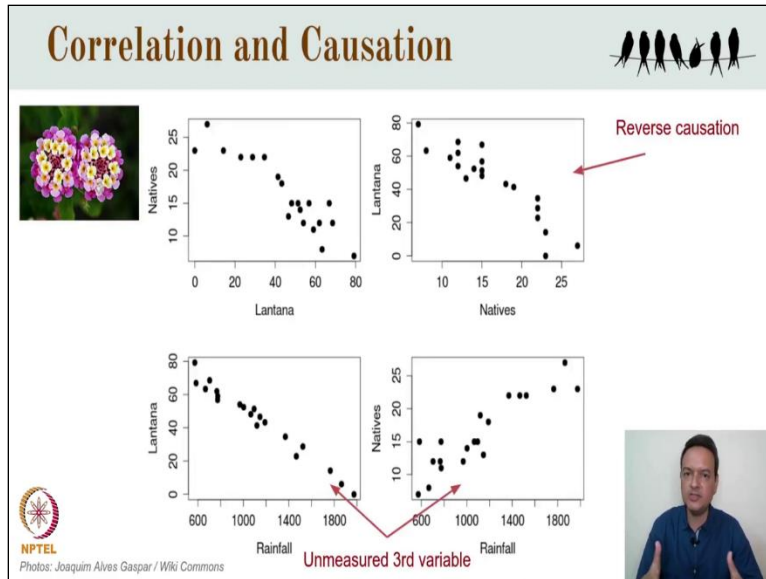 Correlation and Causation
25
20
15
10
Natives
0 20 40 60 80
Lantana
80
60
40
20
0
Lantana
10 15 20 25
Natives
Reverse causation
80
60
40
20
0
Lantana
600 1000 1400 1800
Rainfall
25
20
15
10
Natives
600 1000 1400 1800
Rainfall
Unmeasured 3rd variable
NPTEL
Photos: Joaquim Alves Gaspar / Wiki Commons